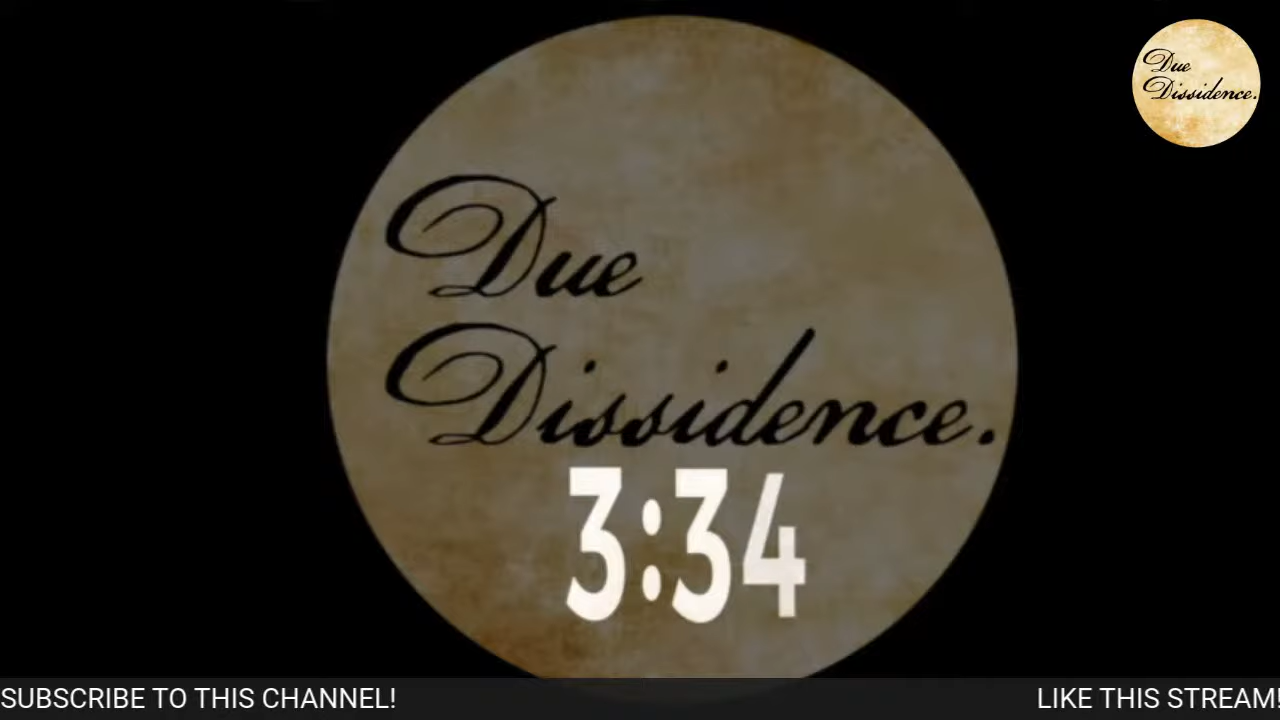 Due
Dissidence.
Due
Dissidence.
3:34
SUBSCRIBE TO THIS CHANNEL!
LIKE THIS STREAM!